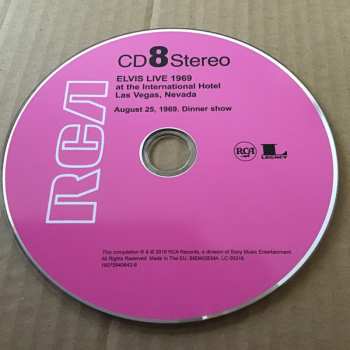 CD8Stereo
ELVIS LIVE 1969
at the International Hotel
Las Vegas, Nevada
August 25, 1969. Dinner show
RCA
RCA
L
LEGACY
This compilation ℗ & © 2019 RCA Records, a division of Sony Music Entertainment.
All Rights Reserved. Made in The EU.